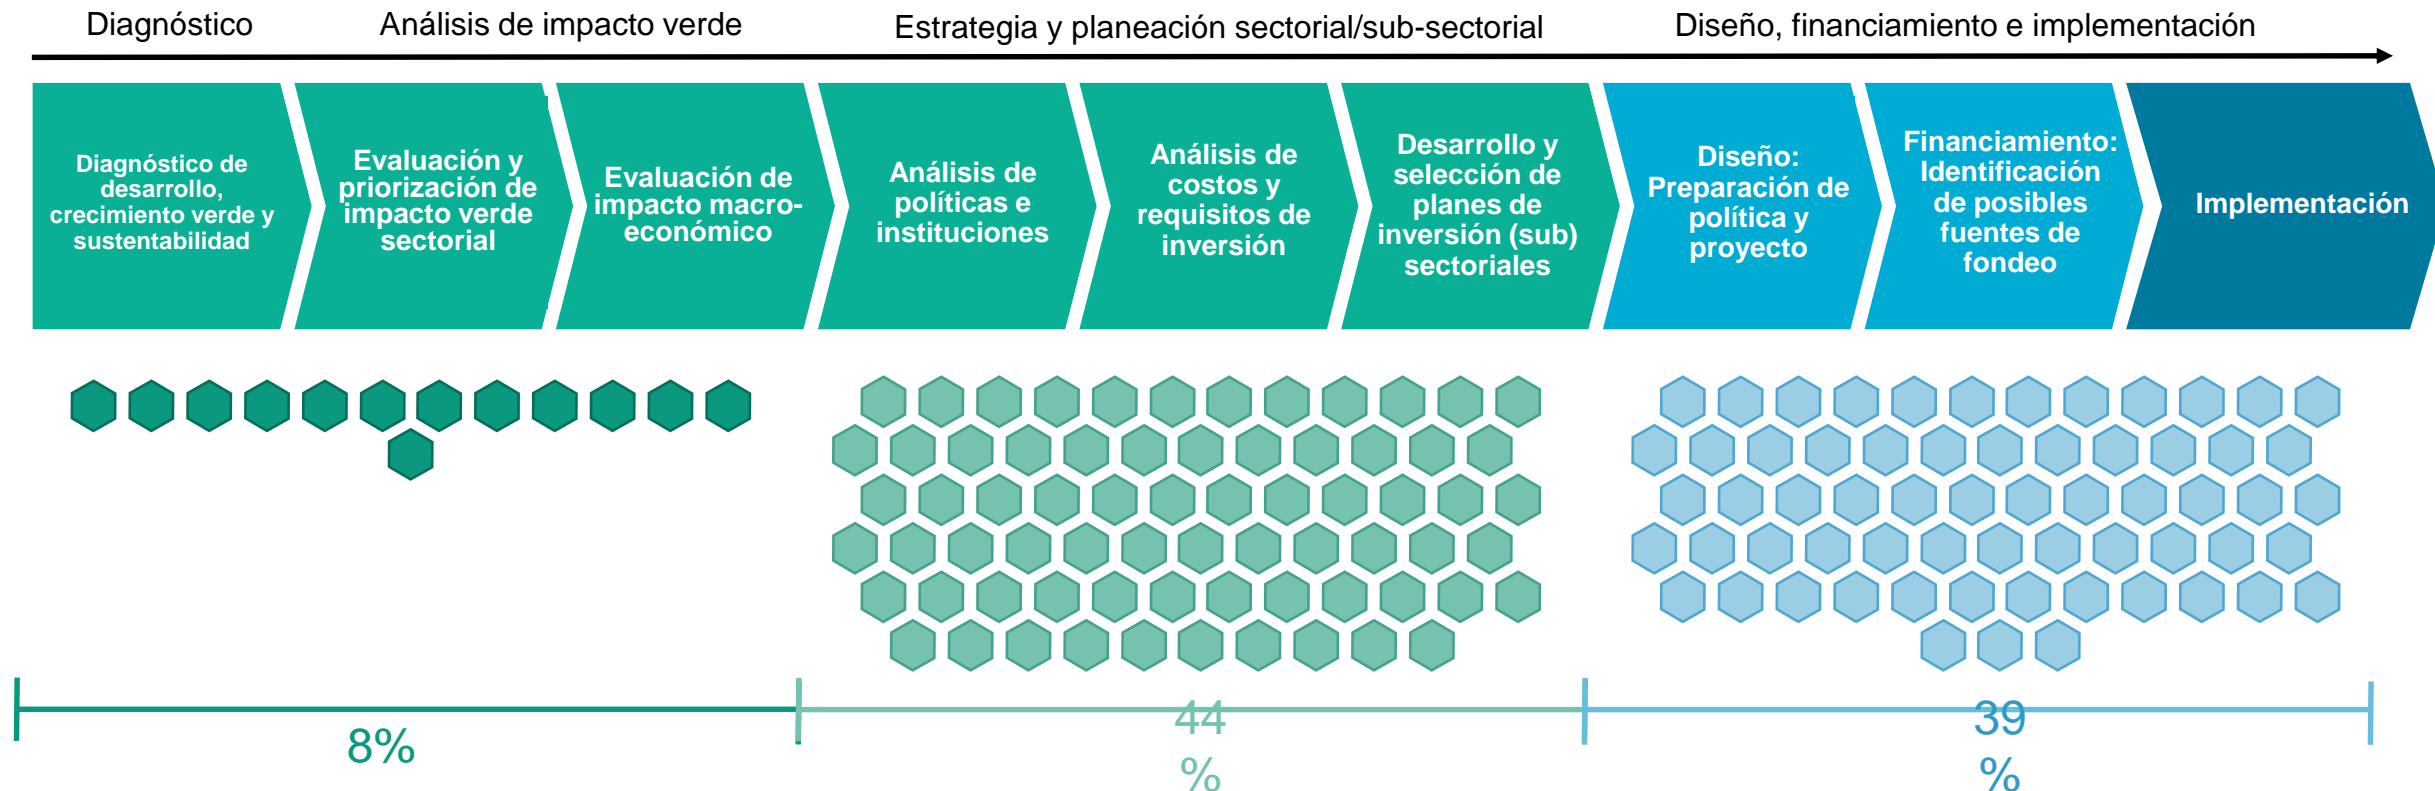 Diagnóstico
Análisis de impacto verde
Estrategia y planeación sectorial/sub-sectorial
Diseño, financiamiento e implementación
Diagnóstico de
desarrollo,
crecimiento verde y
sustentabilidad
Evaluación y
priorización de
impacto verde
sectorial
Evaluación de
impacto macro-
económico
Análisis de
políticas e
instituciones
Análisis de
costos y
requisitos de
inversión
Desarrollo y
selección de
planes de
inversión (sub)
sectoriales
Diseño:
Preparación de
política y
proyecto
Financiamiento:
Identificación
de posibles
fuentes de
fondeo
Implementación
8%
44
%
39
%